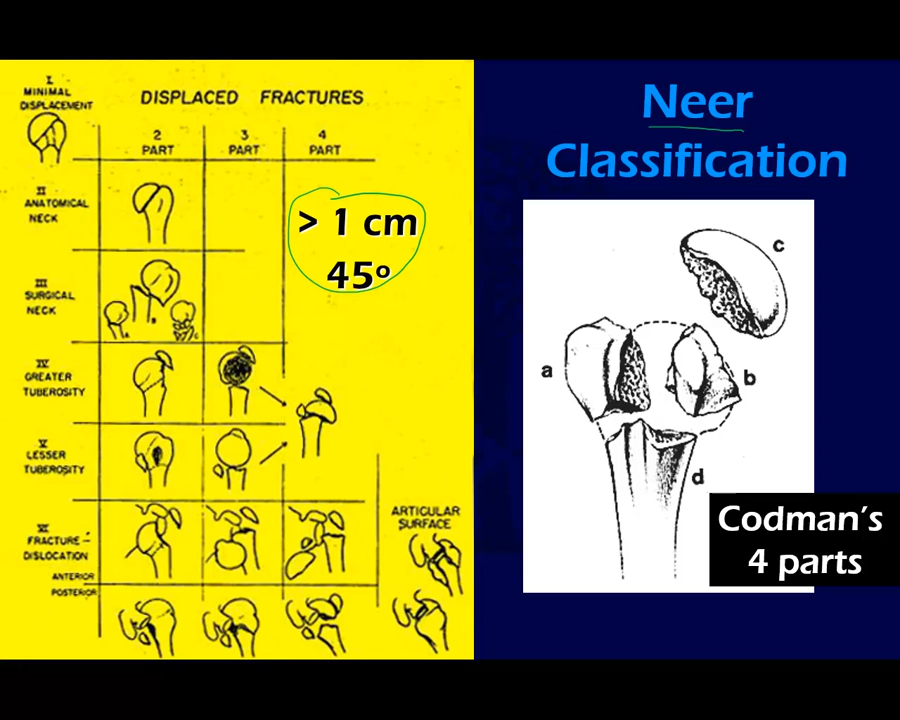 I
MINIMAL
DISPLACEMENT
DISPLACED FRACTURES
2
PART
3
PART
4
PART
II
ANATOMICAL
NECK
> 1 cm
45º
III
SURGICAL
NECK
A
B
C
IV
GREATER
TUBEROSITY
V
LESSER
TUBEROSITY
VI
FRACTURE-
DISLOCATION
ANTERIOR
POSTERIOR
ARTICULAR
SURFACE
Neer
Classification
a
b
c
d
Codman's
4 parts